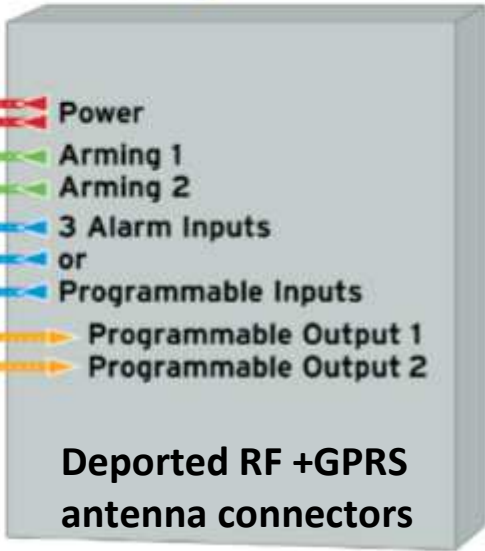 Power
Arming 1
Arming 2
3 Alarm Inputs
or
Programmable Inputs
Programmable Output 1
Programmable Output 2
Deported RF +GPRS
antenna connectors